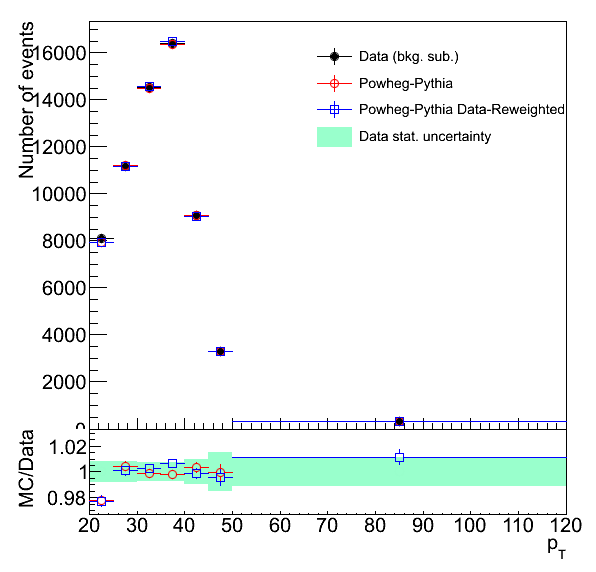 Number of events
16000
14000
12000
10000
8000
6000
4000
2000
0
Data (bkg. sub.)
Powheg-Pythia
Powheg-Pythia Data-Reweighted
Data stat. uncertainty
MC/Data
1.02
1
0.98
20 30 40 50 60 70 80 90 100 110 120
p_T